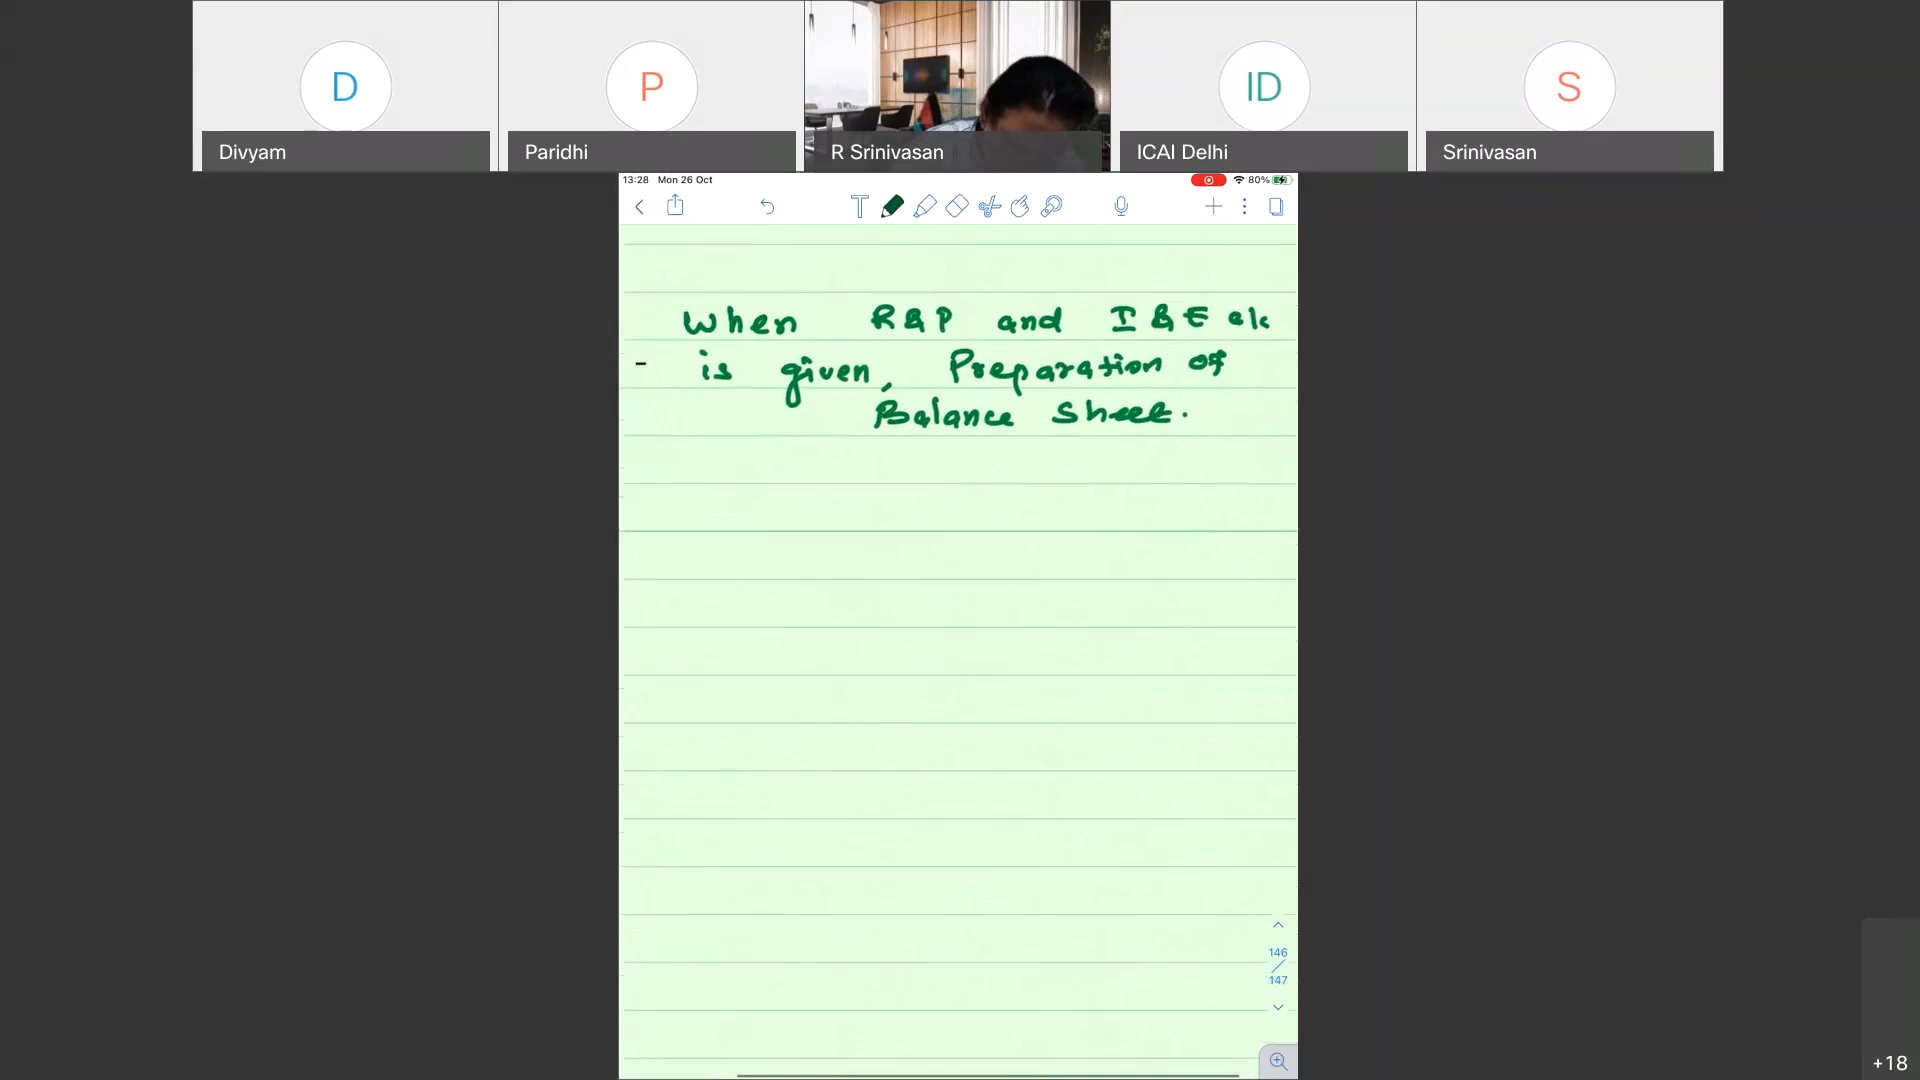 D
P
ID
S
Divyam
Paridhi
R Srinivasan
ICAI Delhi
Srinivasan
13:28 Mon 26 Oct
80%
T
When R&P and I & E a/c
- is given, Preparation of
Balance Sheet.
146
147
+18